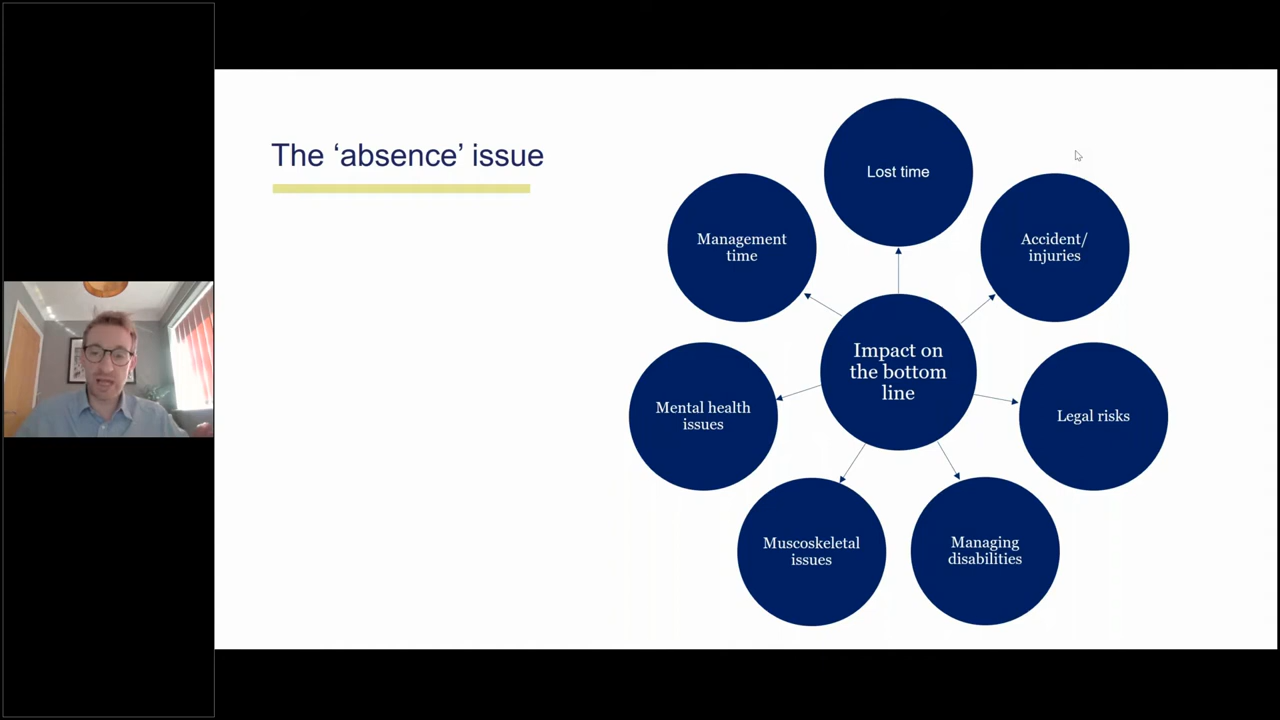 The ‘absence’ issue
Lost time
Accident/
injuries
Legal risks
Managing
disabilities
Muscoskeletal
issues
Mental health
issues
Management
time
Impact on
the bottom
line